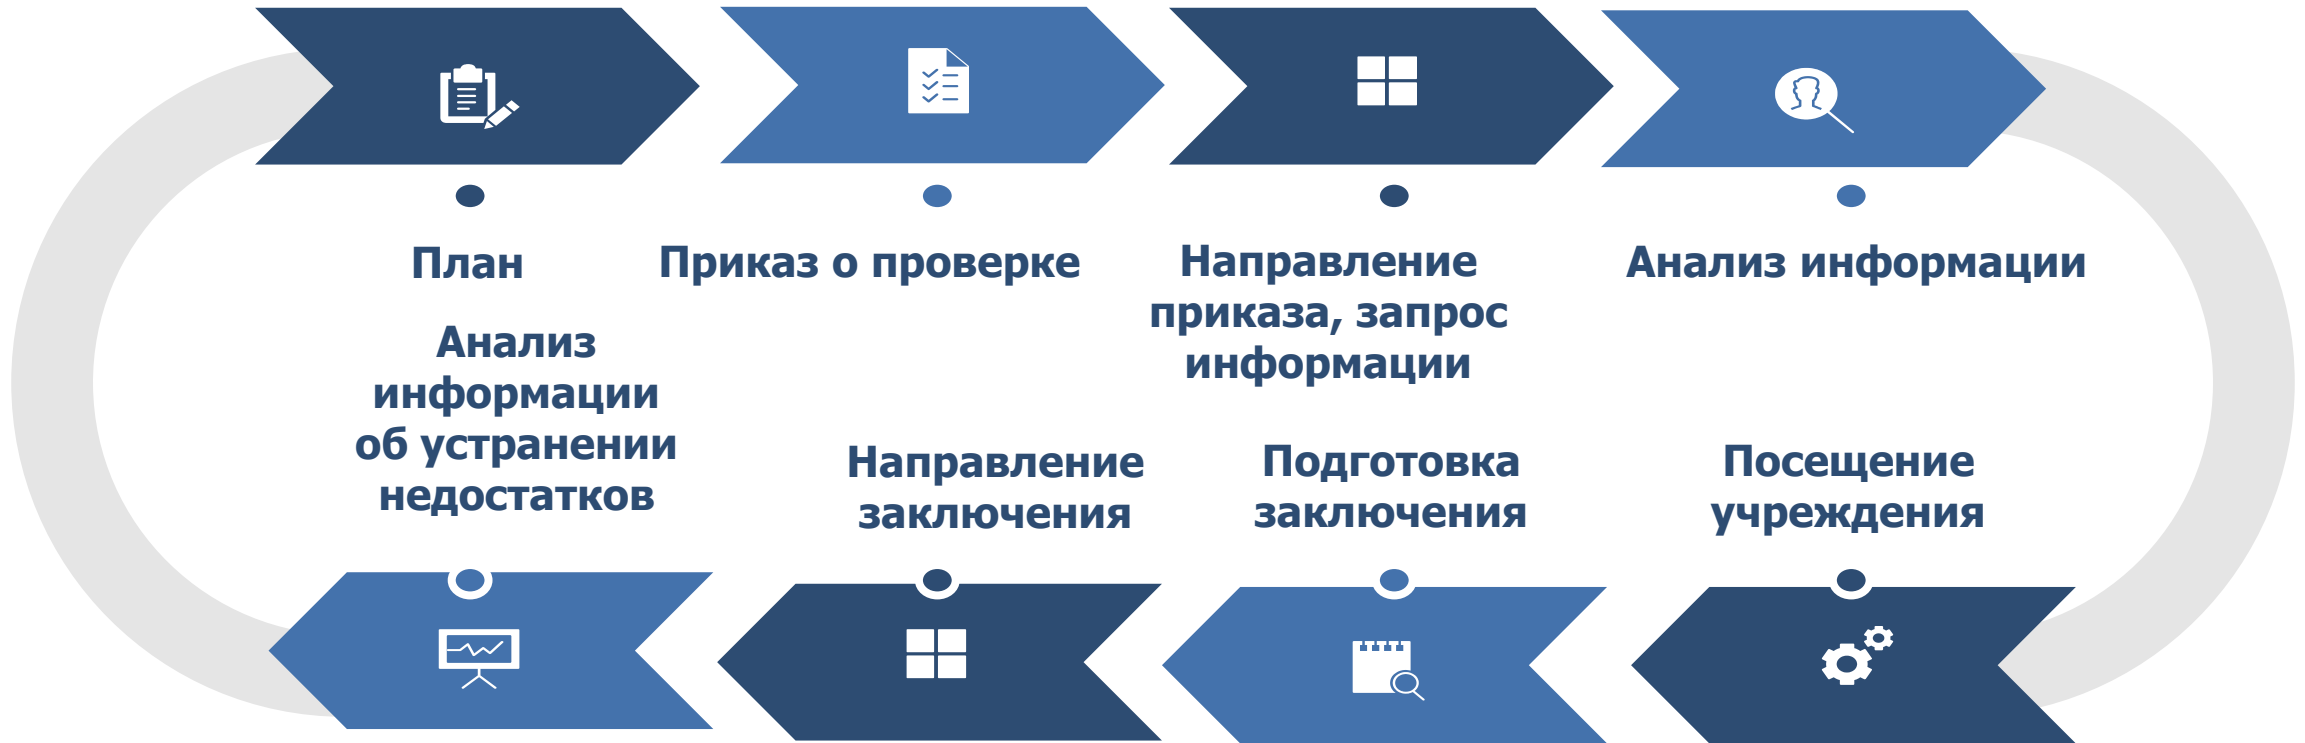 План
Приказ о проверке
Направление
приказа, запрос
информации
Анализ информации
Анализ
информации
об устранении
недостатков
Направление
заключения
Подготовка
заключения
Посещение
учреждения